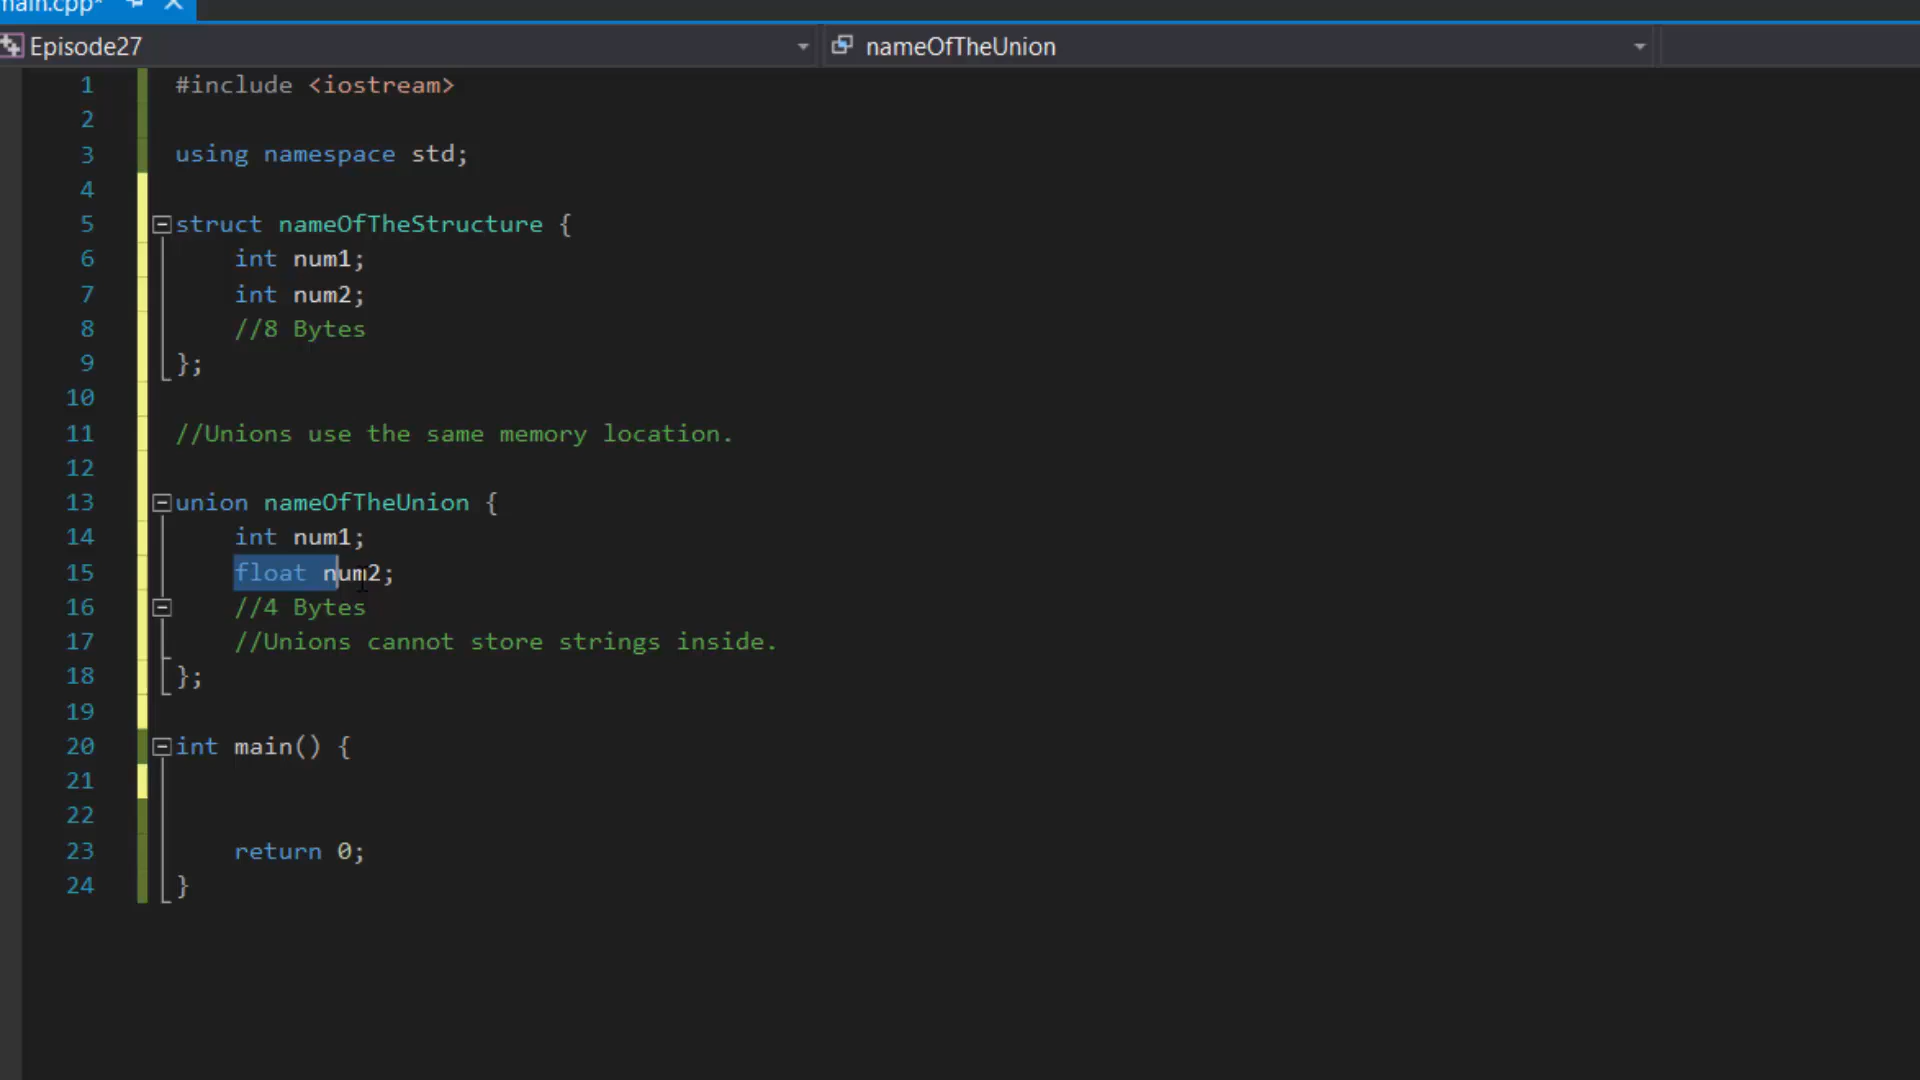 main.cpp*
Episode27
nameOfTheUnion
1 #include <iostream>
2
3 using namespace std;
4
5 struct nameOfTheStructure {
6 int num1;
7 int num2;
8 //8 Bytes
9 };
10
11 //Unions use the same memory location.
12
13 union nameOfTheUnion {
14 int num1;
15 float num2;
16 //4 Bytes
17 //Unions cannot store strings inside.
18 };
19
20 int main() {
21
22
23 return 0;
24 }